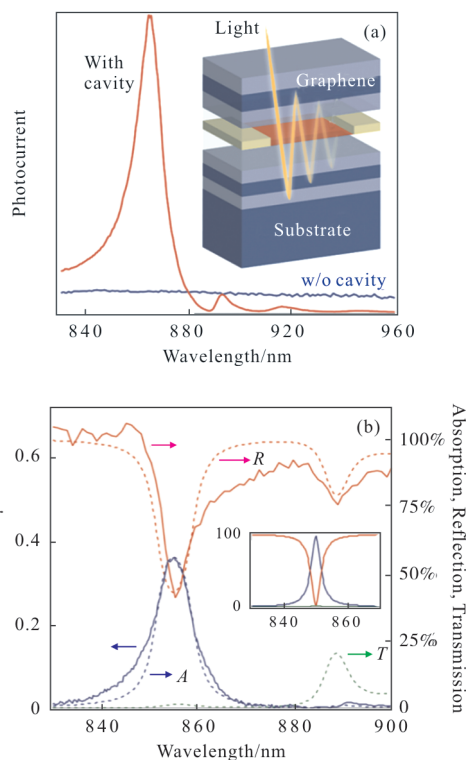 (a)
Light
With
cavity
Graphene
Photocurrent
Substrate
w/o cavity
840
880
920
960
Wavelength/nm
(b)
0.6
0.4
0.2
0
R
A
T
100
0
840
860
100%
75%
50%
25%
0
Absorption, Reflection, Transmission
840
860
880
900
Wavelength/nm